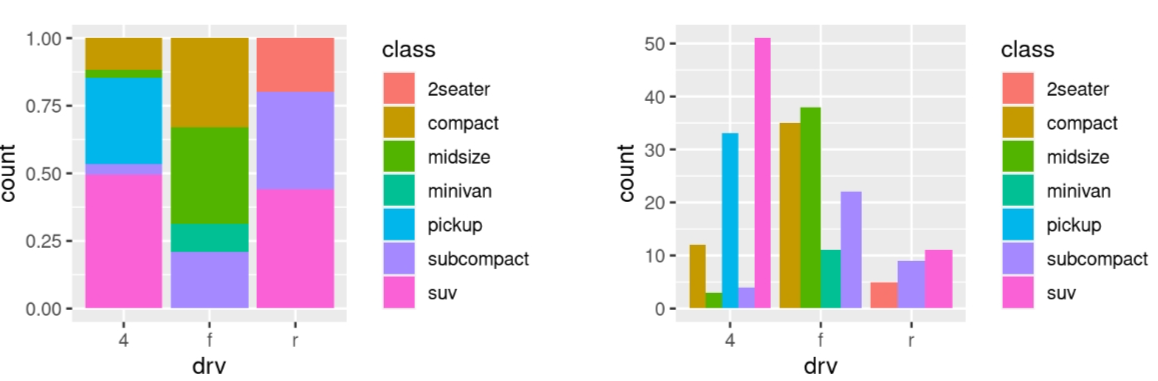 1.00
0.75
0.50
0.25
0.00
count
4 f r
drv
class
2seater
compact
midsize
minivan
pickup
subcompact
suv
50
40
30
20
10
0
count
4 f r
drv
class
2seater
compact
midsize
minivan
pickup
subcompact
suv